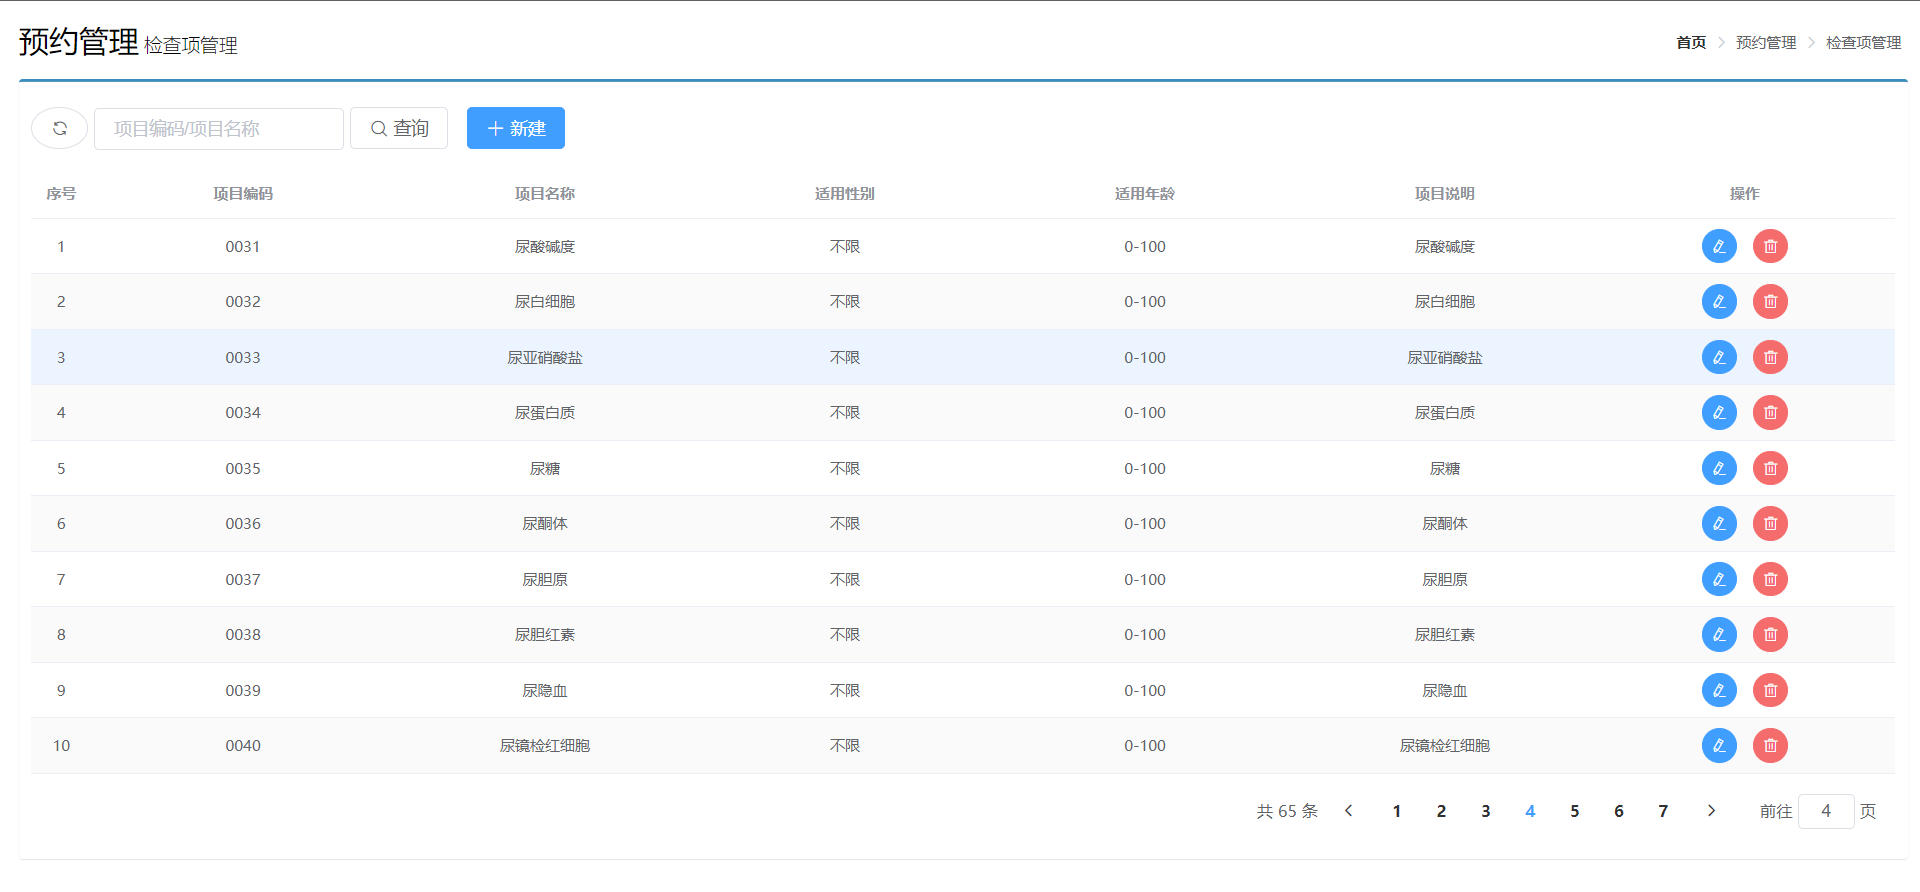 预约管理 检查项管理
首页 预约管理 检查项管理
项目编码/项目名称 查询 新建
序号 项目编码 项目名称 适用性别 适用年龄 项目说明 操作
1 0031 尿酸碱度 不限 0-100 尿酸碱度
2 0032 尿白细胞 不限 0-100 尿白细胞
3 0033 尿亚硝酸盐 不限 0-100 尿亚硝酸盐
4 0034 尿蛋白质 不限 0-100 尿蛋白质
5 0035 尿糖 不限 0-100 尿糖
6 0036 尿酮体 不限 0-100 尿酮体
7 0037 尿胆原 不限 0-100 尿胆原
8 0038 尿胆红素 不限 0-100 尿胆红素
9 0039 尿隐血 不限 0-100 尿隐血
10 0040 尿镜检红细胞 不限 0-100 尿镜检红细胞
共 65 条 1 2 3 4 5 6 7 前往 4 页